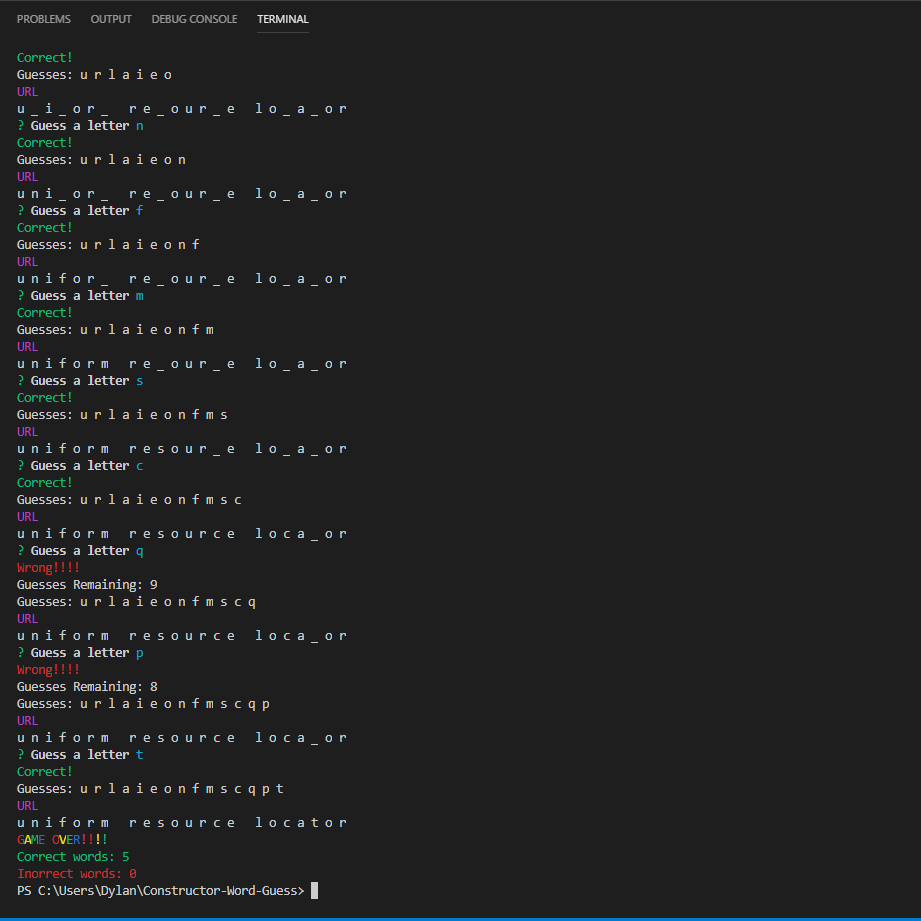 PROBLEMS OUTPUT DEBUG CONSOLE TERMINAL
Correct!
Guesses: u r l a i e o
URL
u _ i _ o r _   r e _ o u r _ e   l o _ a _ o r
? Guess a letter n
Correct!
Guesses: u r l a i e o n
URL
u n i _ o r _   r e _ o u r _ e   l o _ a _ o r
? Guess a letter f
Correct!
Guesses: u r l a i e o n f
URL
u n i f o r _   r e _ o u r _ e   l o _ a _ o r
? Guess a letter m
Correct!
Guesses: u r l a i e o n f m
URL
u n i f o r m   r e _ o u r _ e   l o _ a _ o r
? Guess a letter s
Correct!
Guesses: u r l a i e o n f m s
URL
u n i f o r m   r e s o u r _ e   l o _ a _ o r
? Guess a letter c
Correct!
Guesses: u r l a i e o n f m s c
URL
u n i f o r m   r e s o u r c e   l o c a _ o r
? Guess a letter q
Wrong!!!!
Guesses Remaining: 9
Guesses: u r l a i e o n f m s c q
URL
u n i f o r m   r e s o u r c e   l o c a _ o r
? Guess a letter p
Wrong!!!!
Guesses Remaining: 8
Guesses: u r l a i e o n f m s c q p
URL
u n i f o r m   r e s o u r c e   l o c a _ o r
? Guess a letter t
Correct!
Guesses: u r l a i e o n f m s c q p t
URL
u n i f o r m   r e s o u r c e   l o c a t o r
GAME OVER!!!!
Correct words: 5
Inorrect words: 0
PS C:\Users\Dylan\Constructor-Word-Guess>